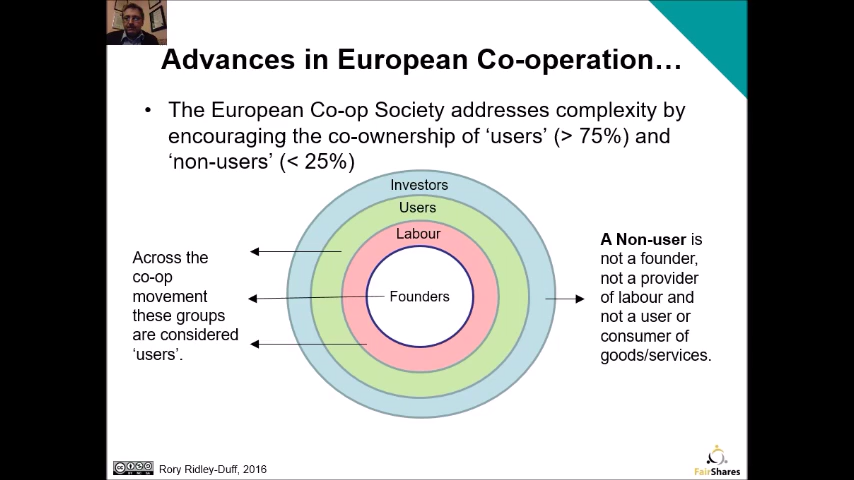 Advances in European Co-operation…
• The European Co-op Society addresses complexity by
encouraging the co-ownership of ‘users’ (> 75%) and
‘non-users’ (< 25%)
Investors
Users
Labour
Founders
Across the
co-op
movement
these groups
are considered
‘users’.
A Non-user is
not a founder,
not a provider
of labour and
not a user or
consumer of
goods/services.
Rory Ridley-Duff, 2016
FairShares